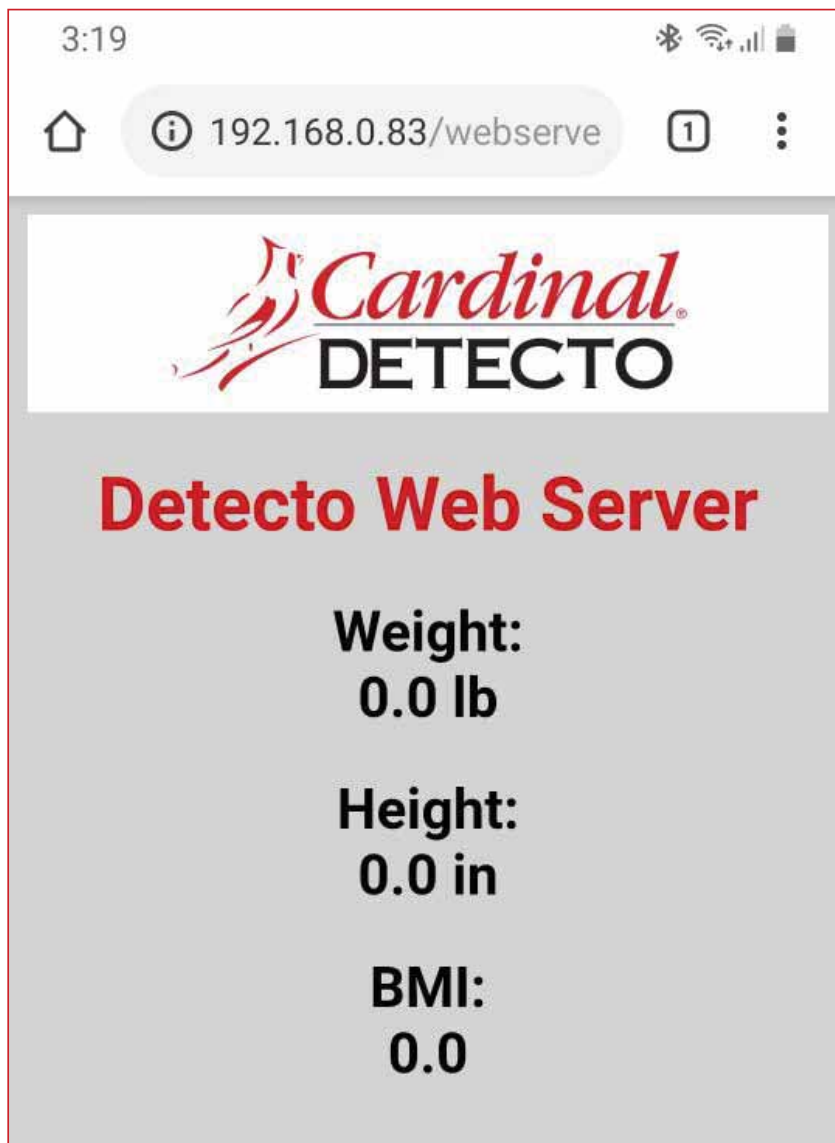 3:19
192.168.0.83/webserve
1
Cardinal®
DETECTO
Detecto Web Server
Weight:
0.0 lb
Height:
0.0 in
BMI:
0.0